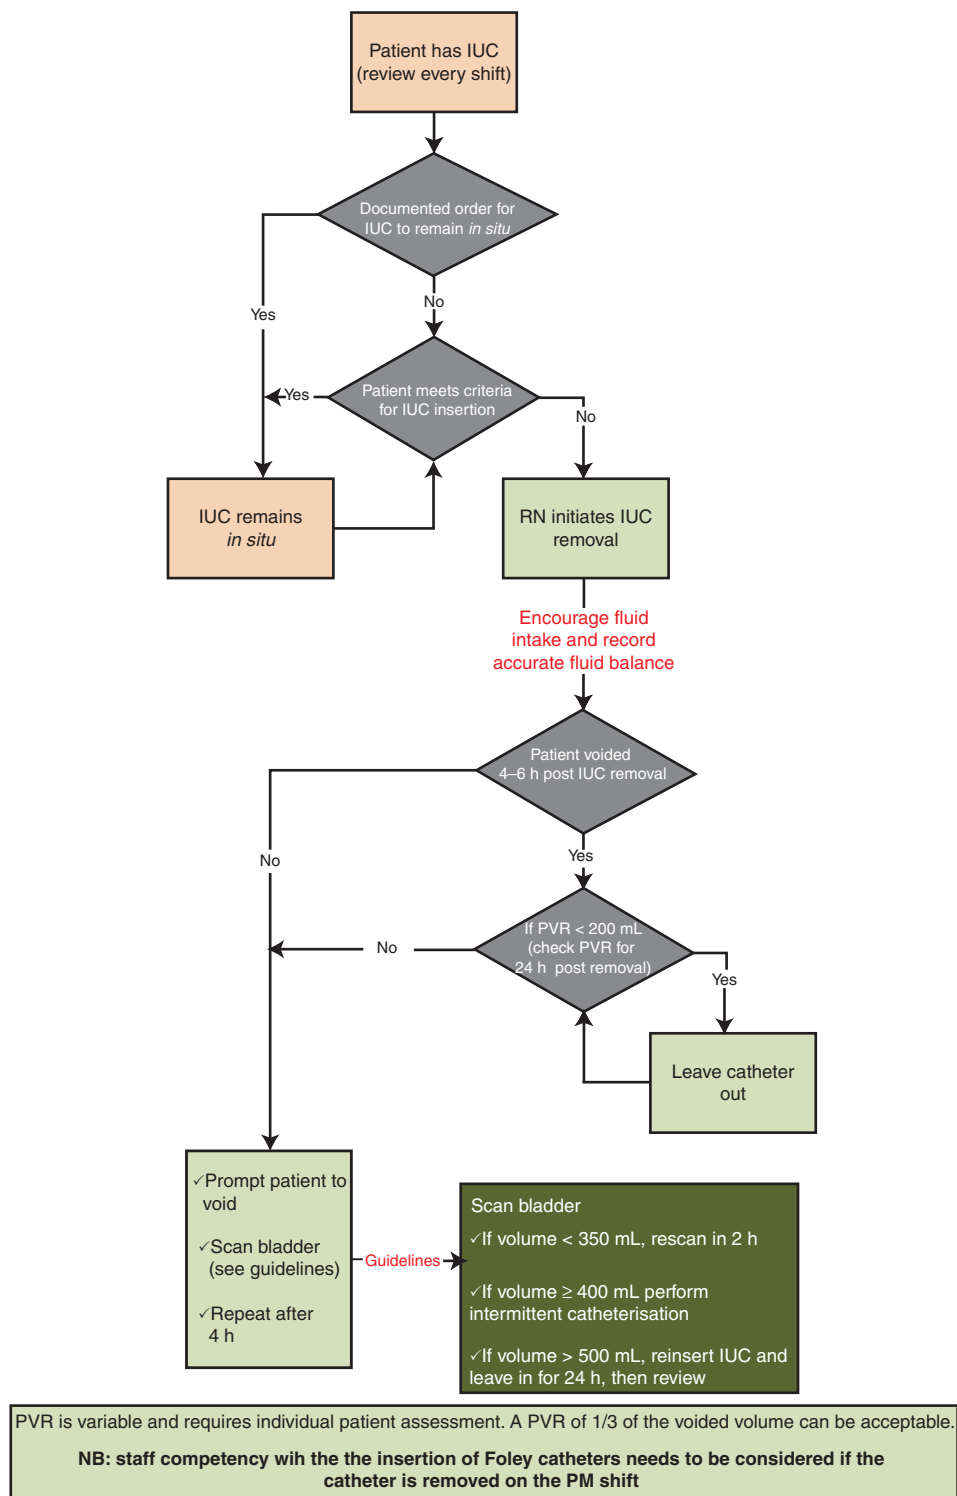 Patient has IUC
(review every shift)
Documented order for
IUC to remain in situ
Yes
No
Patient meets criteria
for IUC insertion
Yes
No
IUC remains
in situ
RN initiates IUC
removal
Encourage fluid
intake and record
accurate fluid balance
Patient voided
4–6 h post IUC removal
No
Yes
If PVR < 200 mL
(check PVR for
24 h post removal)
No
Yes
Leave catheter
out
✓Prompt patient to
void
✓Scan bladder
(see guidelines)
✓Repeat after
4 h
Guidelines
Scan bladder
✓If volume < 350 mL, rescan in 2 h
✓If volume ≥ 400 mL perform
intermittent catheterisation
✓If volume > 500 mL, reinsert IUC and
leave in for 24 h, then review
PVR is variable and requires individual patient assessment. A PVR of 1/3 of the voided volume can be acceptable.
NB: staff competency wih the the insertion of Foley catheters needs to be considered if the
catheter is removed on the PM shift